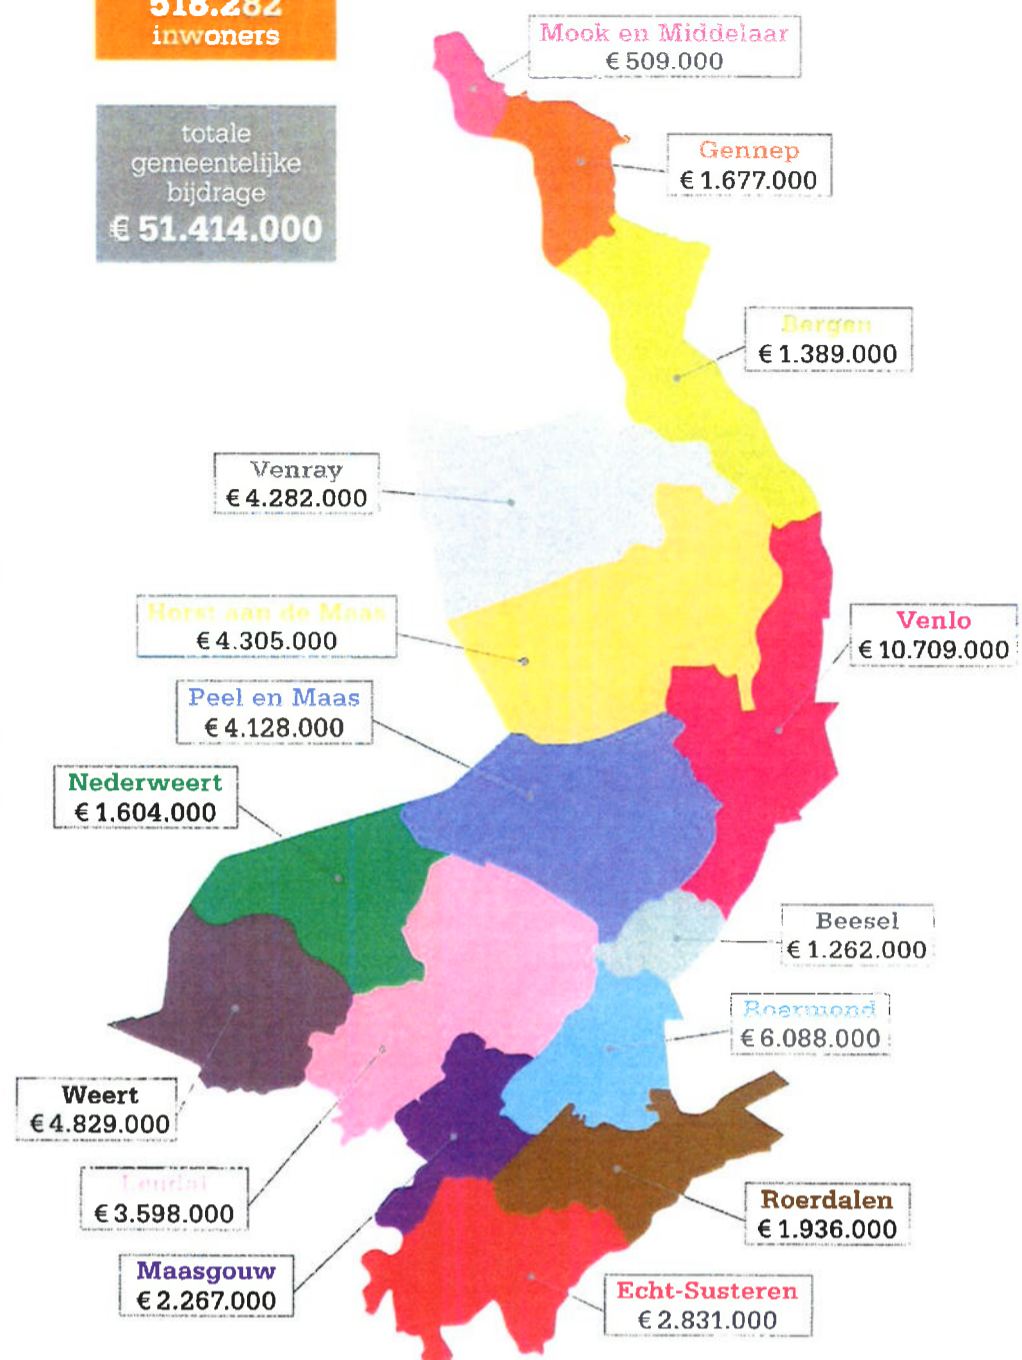 518.282
inwoners
totale
gemeentelijke
bijdrage
€ 51.414.000
Mook en Middelaar
€ 509.000
Gennep
€ 1.677.000
Bergen
€ 1.389.000
Venray
€ 4.282.000
Horst aan de Maas
€ 4.305.000
Venlo
€ 10.709.000
Peel en Maas
€ 4.128.000
Nederweert
€ 1.604.000
Beesel
€ 1.262.000
Roermond
€ 6.088.000
Weert
€ 4.829.000
Leudal
€ 3.598.000
Roerdalen
€ 1.936.000
Maasgouw
€ 2.267.000
Echt-Susteren
€ 2.831.000